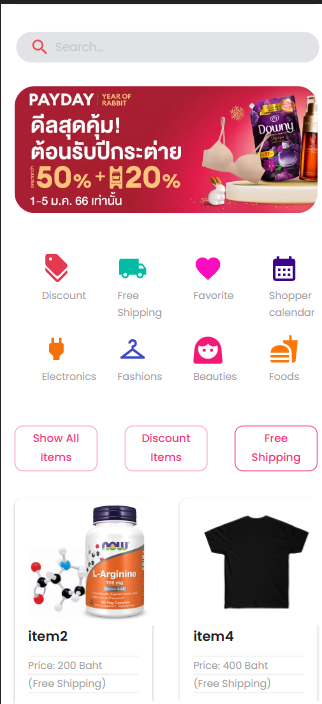 Search...
PAYDAY YEAR OF
RABBIT
ดีลสุดคุ้ม!
ต้อนรับปีกระต่าย
50% + 20%
1-5 ม.ค. 66 เท่านั้น
Downy
Discount
Free
Shipping
Favorite
Shopper
calendar
Electronics
Fashions
Beauties
Foods
Show All
Items
Discount
Items
Free
Shipping
now
L-Arginine
700 mg
item2
Price: 200 Baht
(Free Shipping)
item4
Price: 400 Baht
(Free Shipping)